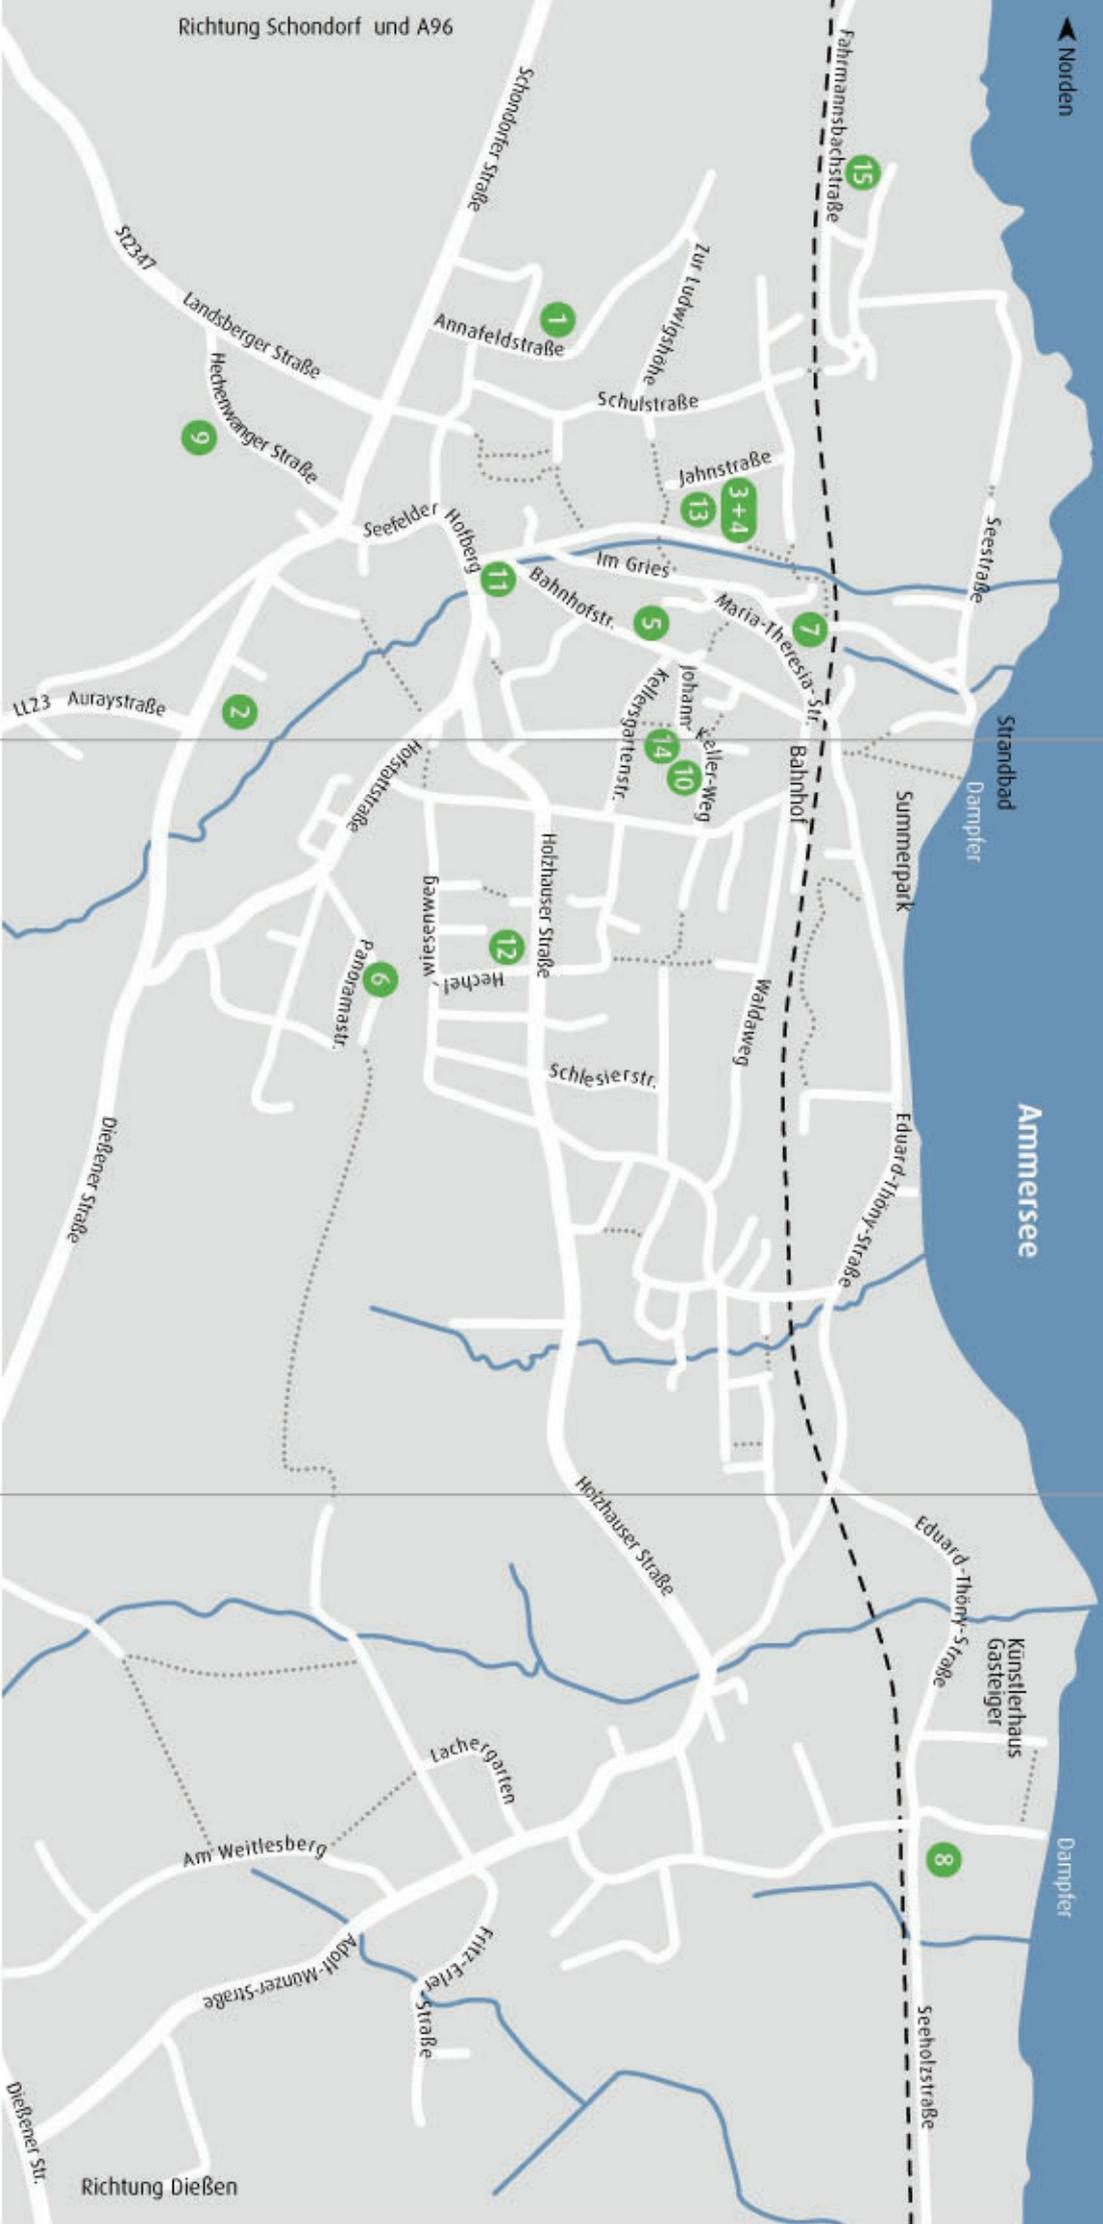 Richtung Schondorf und A96
Norden
Fahrmannsbachstraße
15
Schondorfer Straße
St2347
Landsberger Straße
Hechenwanger Straße
9
1
Annafeldstraße
Zur Ludwigshöhe
Schulstraße
Jahnstraße
3 + 4
13
Seestraße
Seefelder
Hofberg
11
Im Gries
Bahnhofstr.
5
Maria-Theresia-Str.
7
LL23
Auraystraße
2
Kellersgartenstr.
Johann-
Keller-Weg
14
10
Bahnhof
Strandbad
Dampfer
Summerpark
Hofstattstraße
Holzhauser Straße
Hechel-
wiesenweg
12
6
Panoramastr.
Waldaweg
Schlesierstr.
Eduard-Thöny-Straße
Ammersee
Dießener Straße
Holzhauser Straße
Eduard-Thöny-Straße
Künstlerhaus
Gasteiger
Lachergarten
Am Weitlesberg
8
Dampfer
Adolf-Münzer-Straße
Fritz-Erler
Straße
Seeholzstraße
Dießener Str.
Richtung Dießen